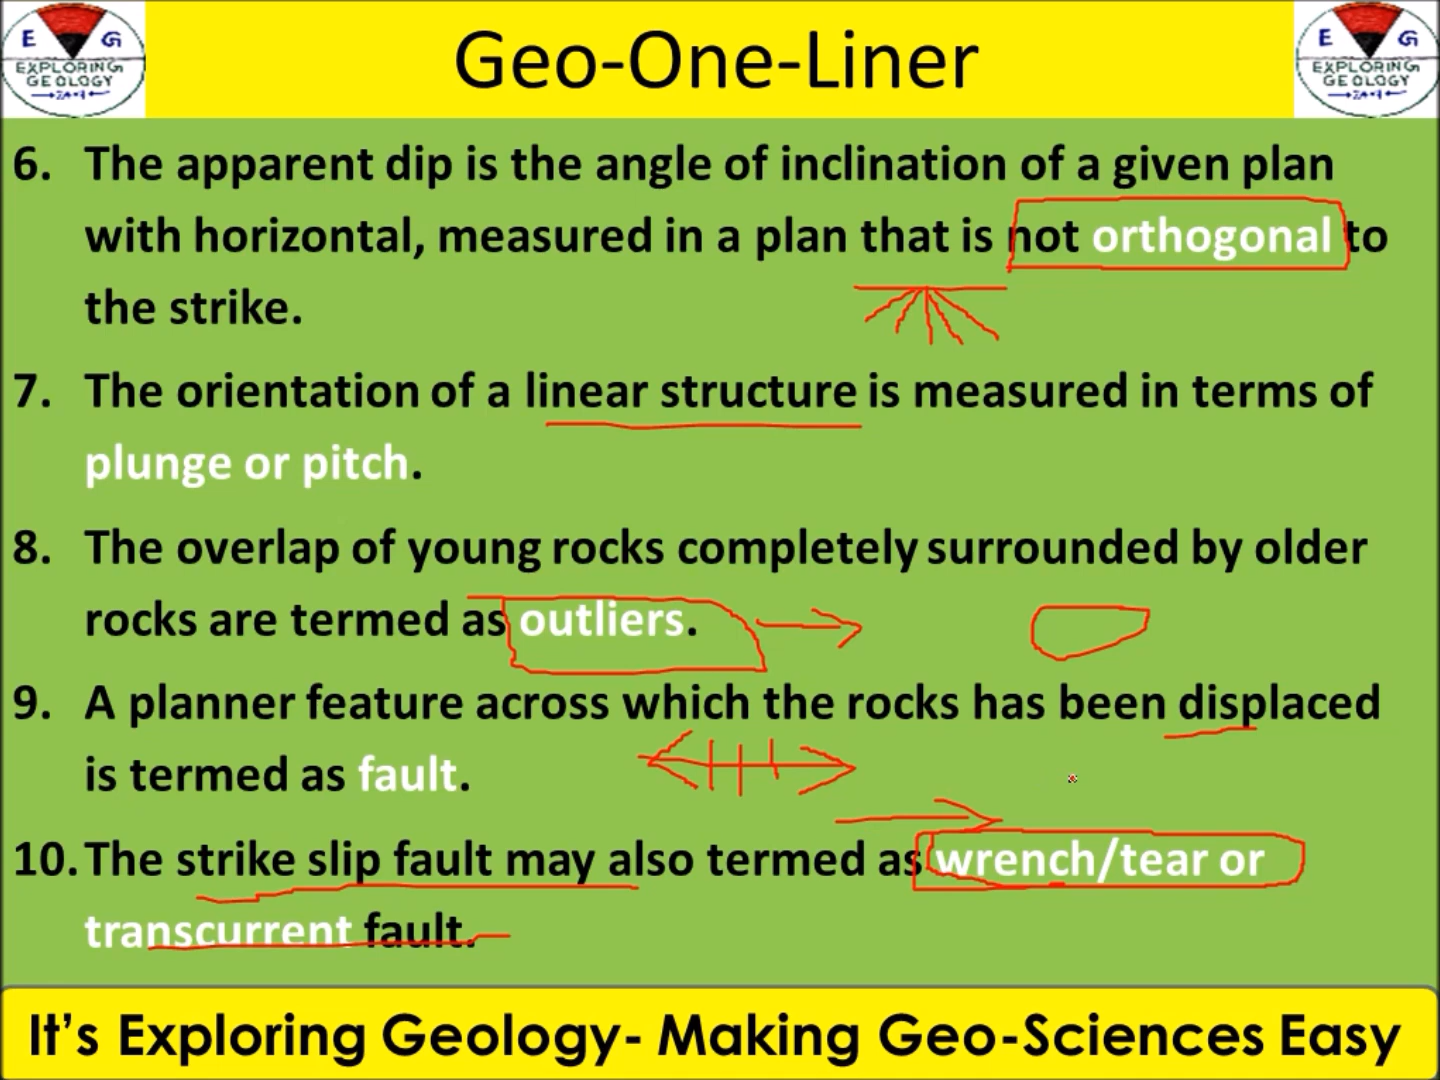 E G
EXPLORING
GEOLOGY
Geo-One-Liner
E G
EXPLORING
GEOLOGY
6. The apparent dip is the angle of inclination of a given plan
with horizontal, measured in a plan that is not orthogonal to
the strike.
7. The orientation of a linear structure is measured in terms of
plunge or pitch.
8. The overlap of young rocks completely surrounded by older
rocks are termed as outliers.
9. A planner feature across which the rocks has been displaced
is termed as fault.
10. The strike slip fault may also termed as wrench/tear or
transcurrent fault.
It's Exploring Geology- Making Geo-Sciences Easy